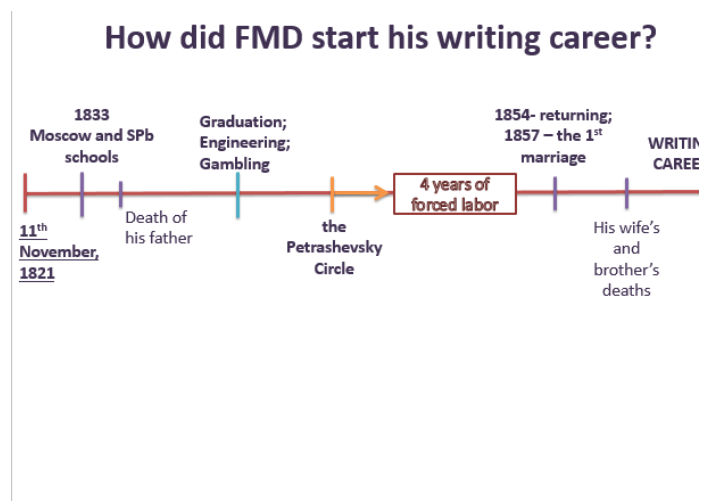 How did FMD start his writing career?
1833
Moscow and SPb
schools
Graduation;
Engineering;
Gambling
1854- returning;
1857 – the 1st
marriage
WRITIN
CAREE
4 years of
forced labor
11th
November,
1821
Death of
his father
the
Petrashevsky
Circle
His wife's
and
brother's
deaths